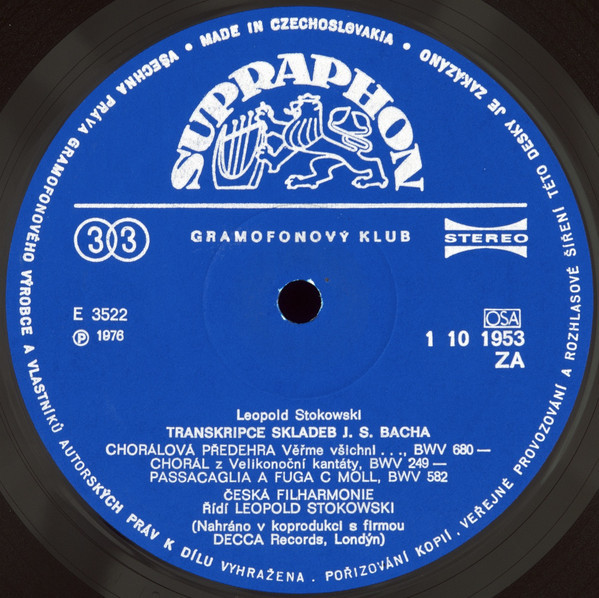 VŠECHNA PRÁVA GRAMOFONOVÉHO VÝROBCE A VLASTNÍKŮ AUTORSKÝCH PRÁV K DÍLU VYHRAŽENA . POŘIZOVÁNÍ KOPIÍ, VEŘEJNÉ PROVOZOVÁNÍ A ROZHLASOVÉ ŠÍŘENÍ TÉTO DESKY JE ZAKÁZÁNO
• MADE IN CZECHOSLOVAKIA •
SUPRAPHON
33
GRAMOFONOVÝ KLUB
STEREO
E 3522
Ⓟ 1976
OSA
1 10 1953
ZA
Leopold Stokowski
TRANSKRIPCE SKLADEB J. S. BACHA
CHORÁLOVÁ PŘEDEHRA Věřme všichni . . ., BWV 680 —
CHORÁL z Velikonoční kantáty, BWV 249 —
PASSACAGLIA A FUGA C MOLL, BWV 582
ČESKÁ FILHARMONIE
Řídí LEOPOLD STOKOWSKI
(Nahráno v koprodukci s firmou
DECCA Records, Londýn)